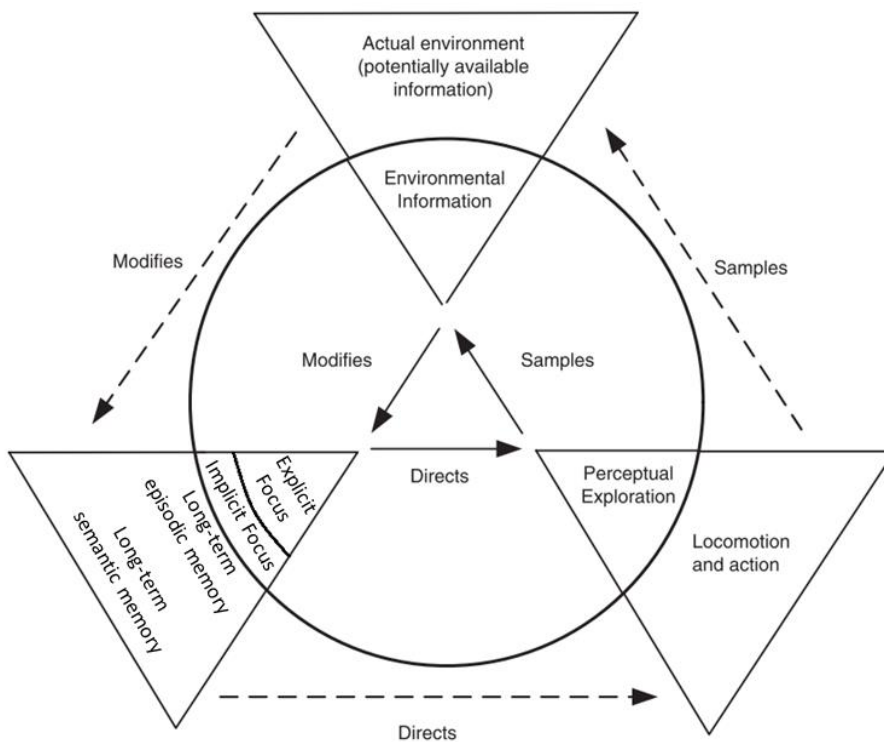 Actual environment
(potentially available
information)
Environmental
Information
Modifies
Samples
Modifies
Samples
Directs
Explicit
Focus
Implicit Focus
Long-term
episodic memory
Long-term
semantic memory
Perceptual
Exploration
Locomotion
and action
Directs